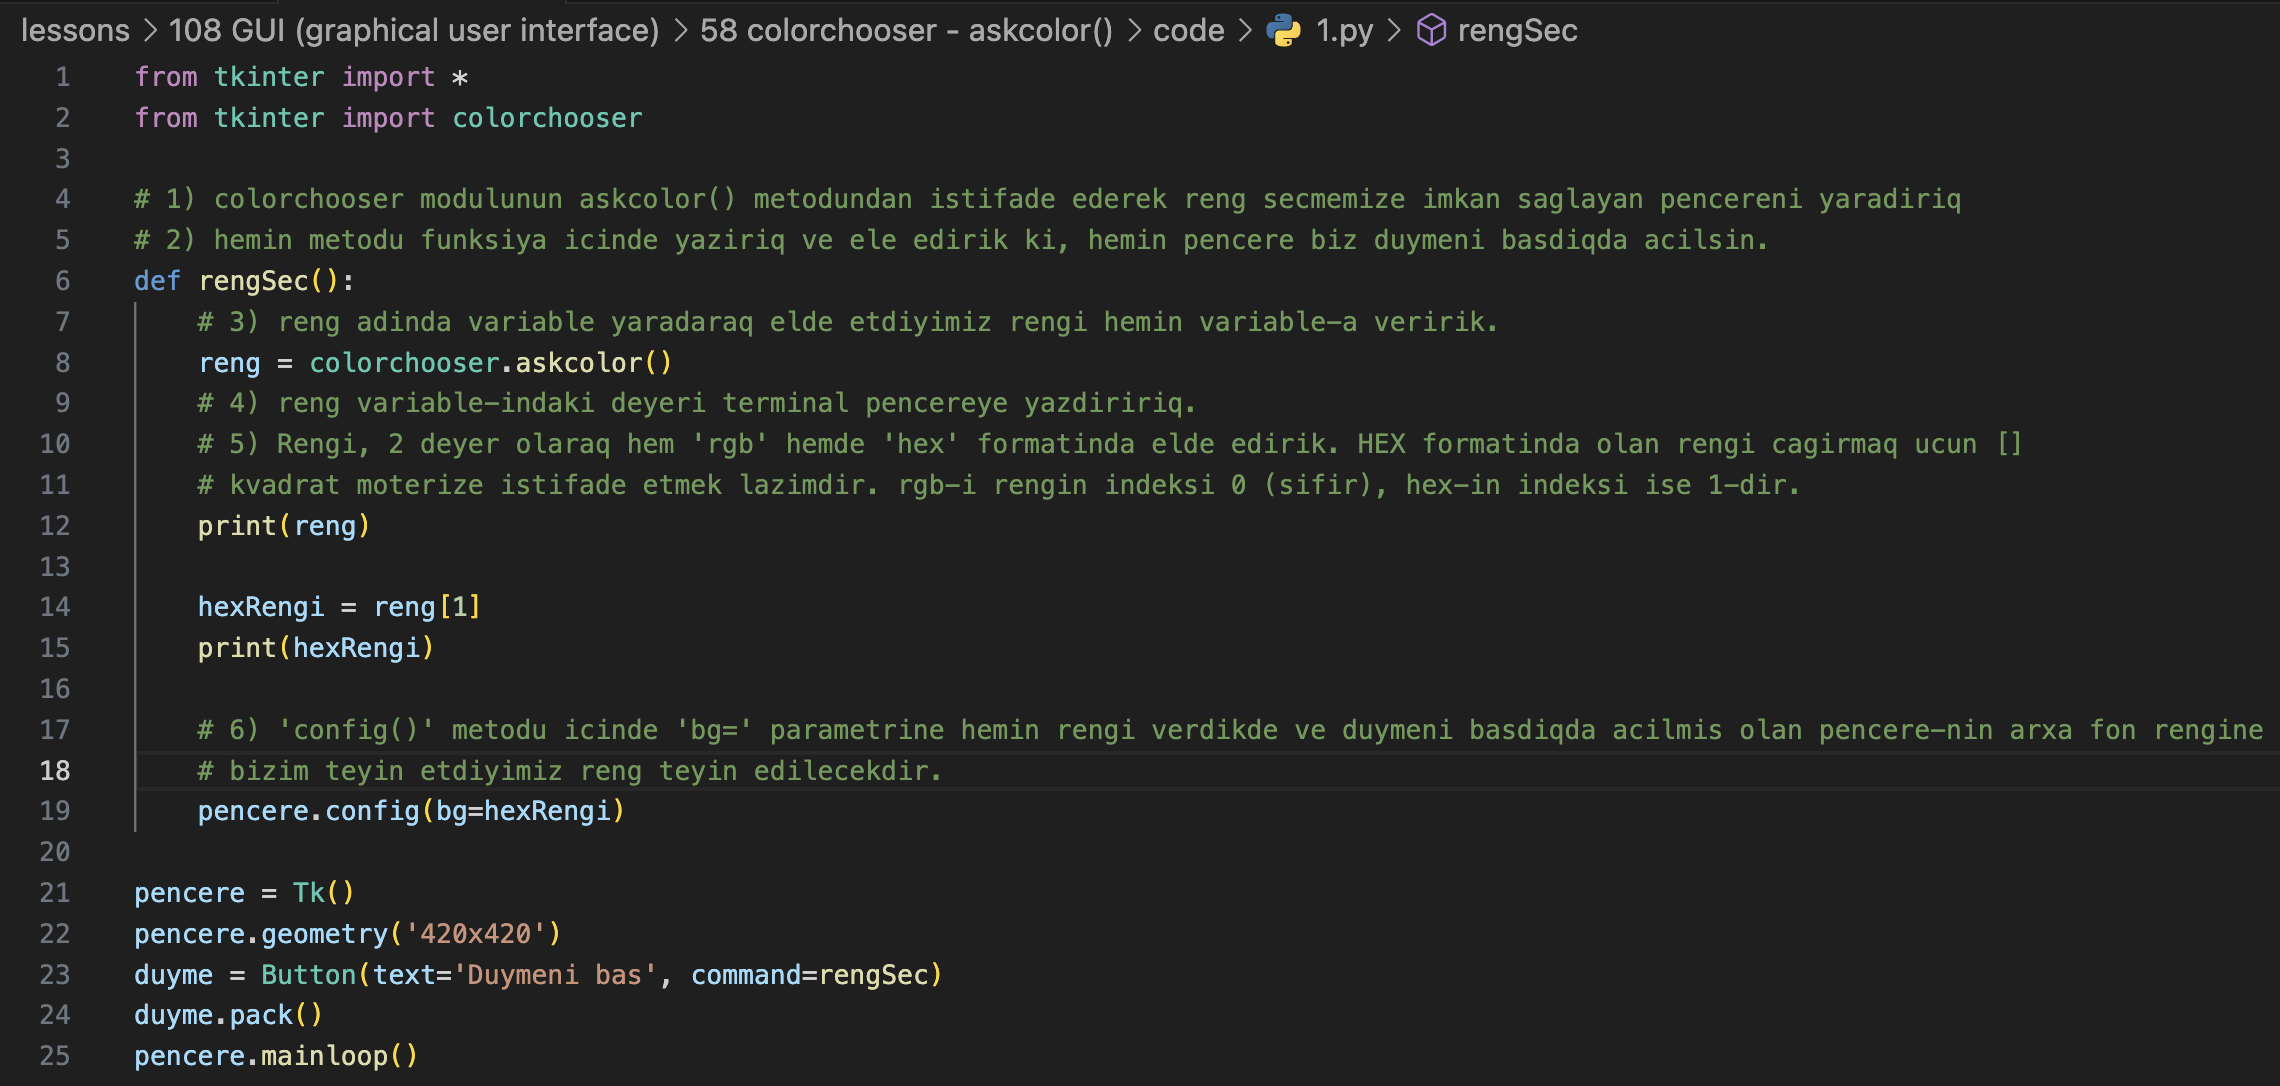 lessons > 108 GUI (graphical user interface) > 58 colorchooser - askcolor() > code > 1.py > rengSec
1 from tkinter import *
2 from tkinter import colorchooser
3
4 # 1) colorchooser modulunun askcolor() metodundan istifade ederek reng secmemize imkan saglayan pencereni yaradiriq
5 # 2) hemin metodu funksiya icinde yaziriq ve ele edirik ki, hemin pencere biz duymeni basdiqda acilsin.
6 def rengSec():
7     # 3) reng adinda variable yaradaraq elde etdiyimiz rengi hemin variable-a veririk.
8     reng = colorchooser.askcolor()
9     # 4) reng variable-indaki deyeri terminal pencereye yazdiririq.
10     # 5) Rengi, 2 deyer olaraq hem 'rgb' hemde 'hex' formatinda elde edirik. HEX formatinda olan rengi cagirmaq ucun []
11     # kvadrat moterize istifade etmek lazimdir. rgb-i rengin indeksi 0 (sifir), hex-in indeksi ise 1-dir.
12     print(reng)
13
14     hexRengi = reng[1]
15     print(hexRengi)
16
17     # 6) 'config()' metodu icinde 'bg=' parametrine hemin rengi verdikde ve duymeni basdiqda acilmis olan pencere-nin arxa fon rengine
18     # bizim teyin etdiyimiz reng teyin edilecekdir.
19     pencere.config(bg=hexRengi)
20
21 pencere = Tk()
22 pencere.geometry('420x420')
23 duyme = Button(text='Duymeni bas', command=rengSec)
24 duyme.pack()
25 pencere.mainloop()